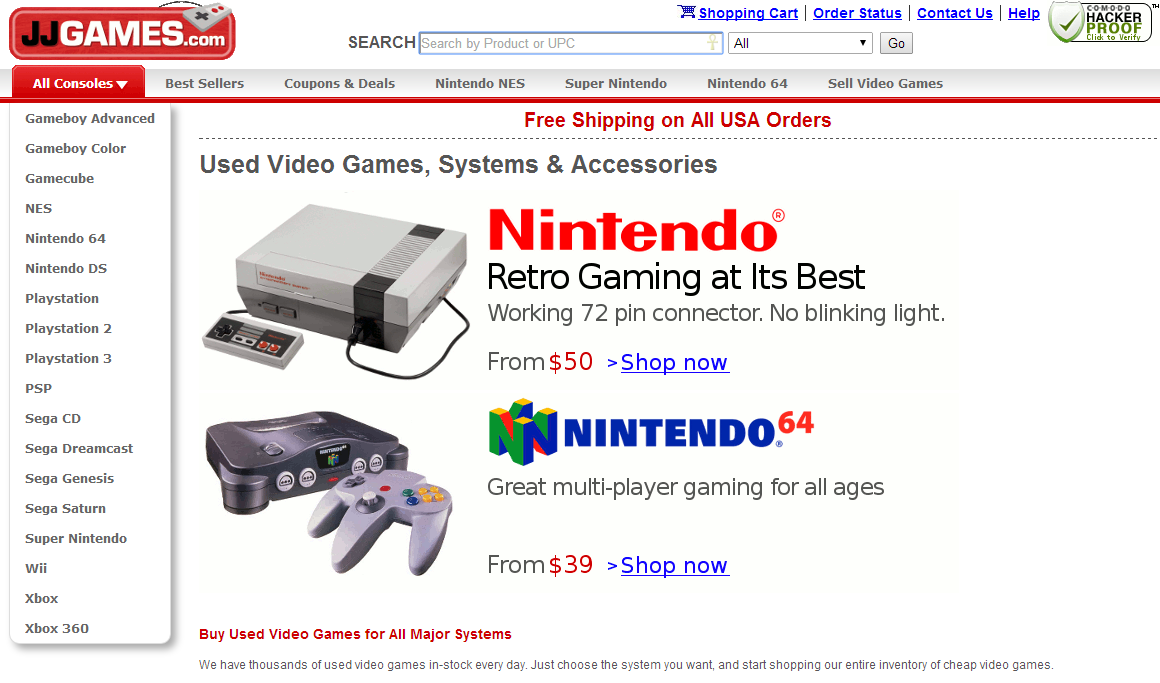 JJGAMES.com
Shopping Cart | Order Status | Contact Us | Help
COMODO
HACKER
PROOF
Click to Verify
TM
SEARCH Search by Product or UPC All Go
All Consoles Best Sellers Coupons & Deals Nintendo NES Super Nintendo Nintendo 64 Sell Video Games
Gameboy Advanced
Gameboy Color
Gamecube
NES
Nintendo 64
Nintendo DS
Playstation
Playstation 2
Playstation 3
PSP
Sega CD
Sega Dreamcast
Sega Genesis
Sega Saturn
Super Nintendo
Wii
Xbox
Xbox 360
Free Shipping on All USA Orders
Used Video Games, Systems & Accessories
Nintendo
Nintendo®
Retro Gaming at Its Best
Working 72 pin connector. No blinking light.
From $50 >Shop now
NINTENDO 64
NINTENDO®64
Great multi-player gaming for all ages
From $39 >Shop now
Buy Used Video Games for All Major Systems
We have thousands of used video games in-stock every day. Just choose the system you want, and start shopping our entire inventory of cheap video games.